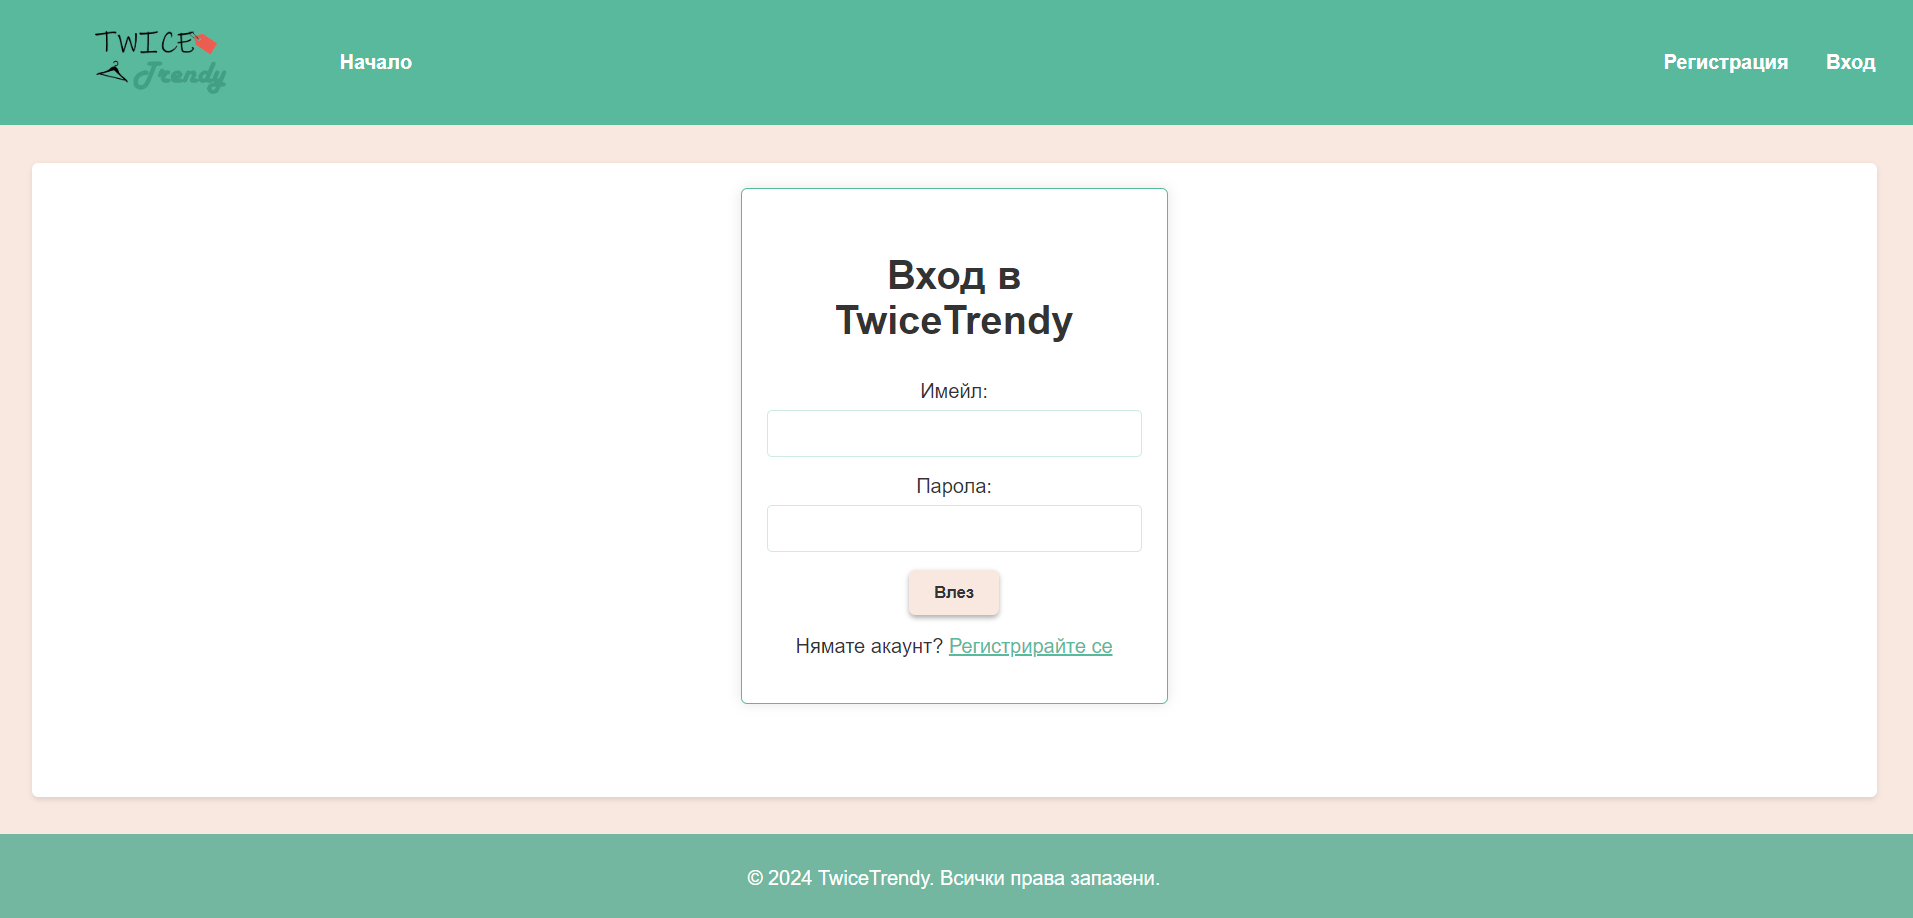 TWICE
Trendy
Начало
Регистрация
Вход
Вход в
TwiceTrendy
Имейл:
Парола:
Влез
Нямате акаунт? Регистрирайте се
© 2024 TwiceTrendy. Всички права запазени.